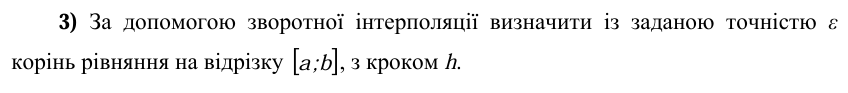 3) За допомогою зворотної інтерполяції визначити із заданою точністю ε
корінь рівняння на відрізку [a;b], з кроком h.